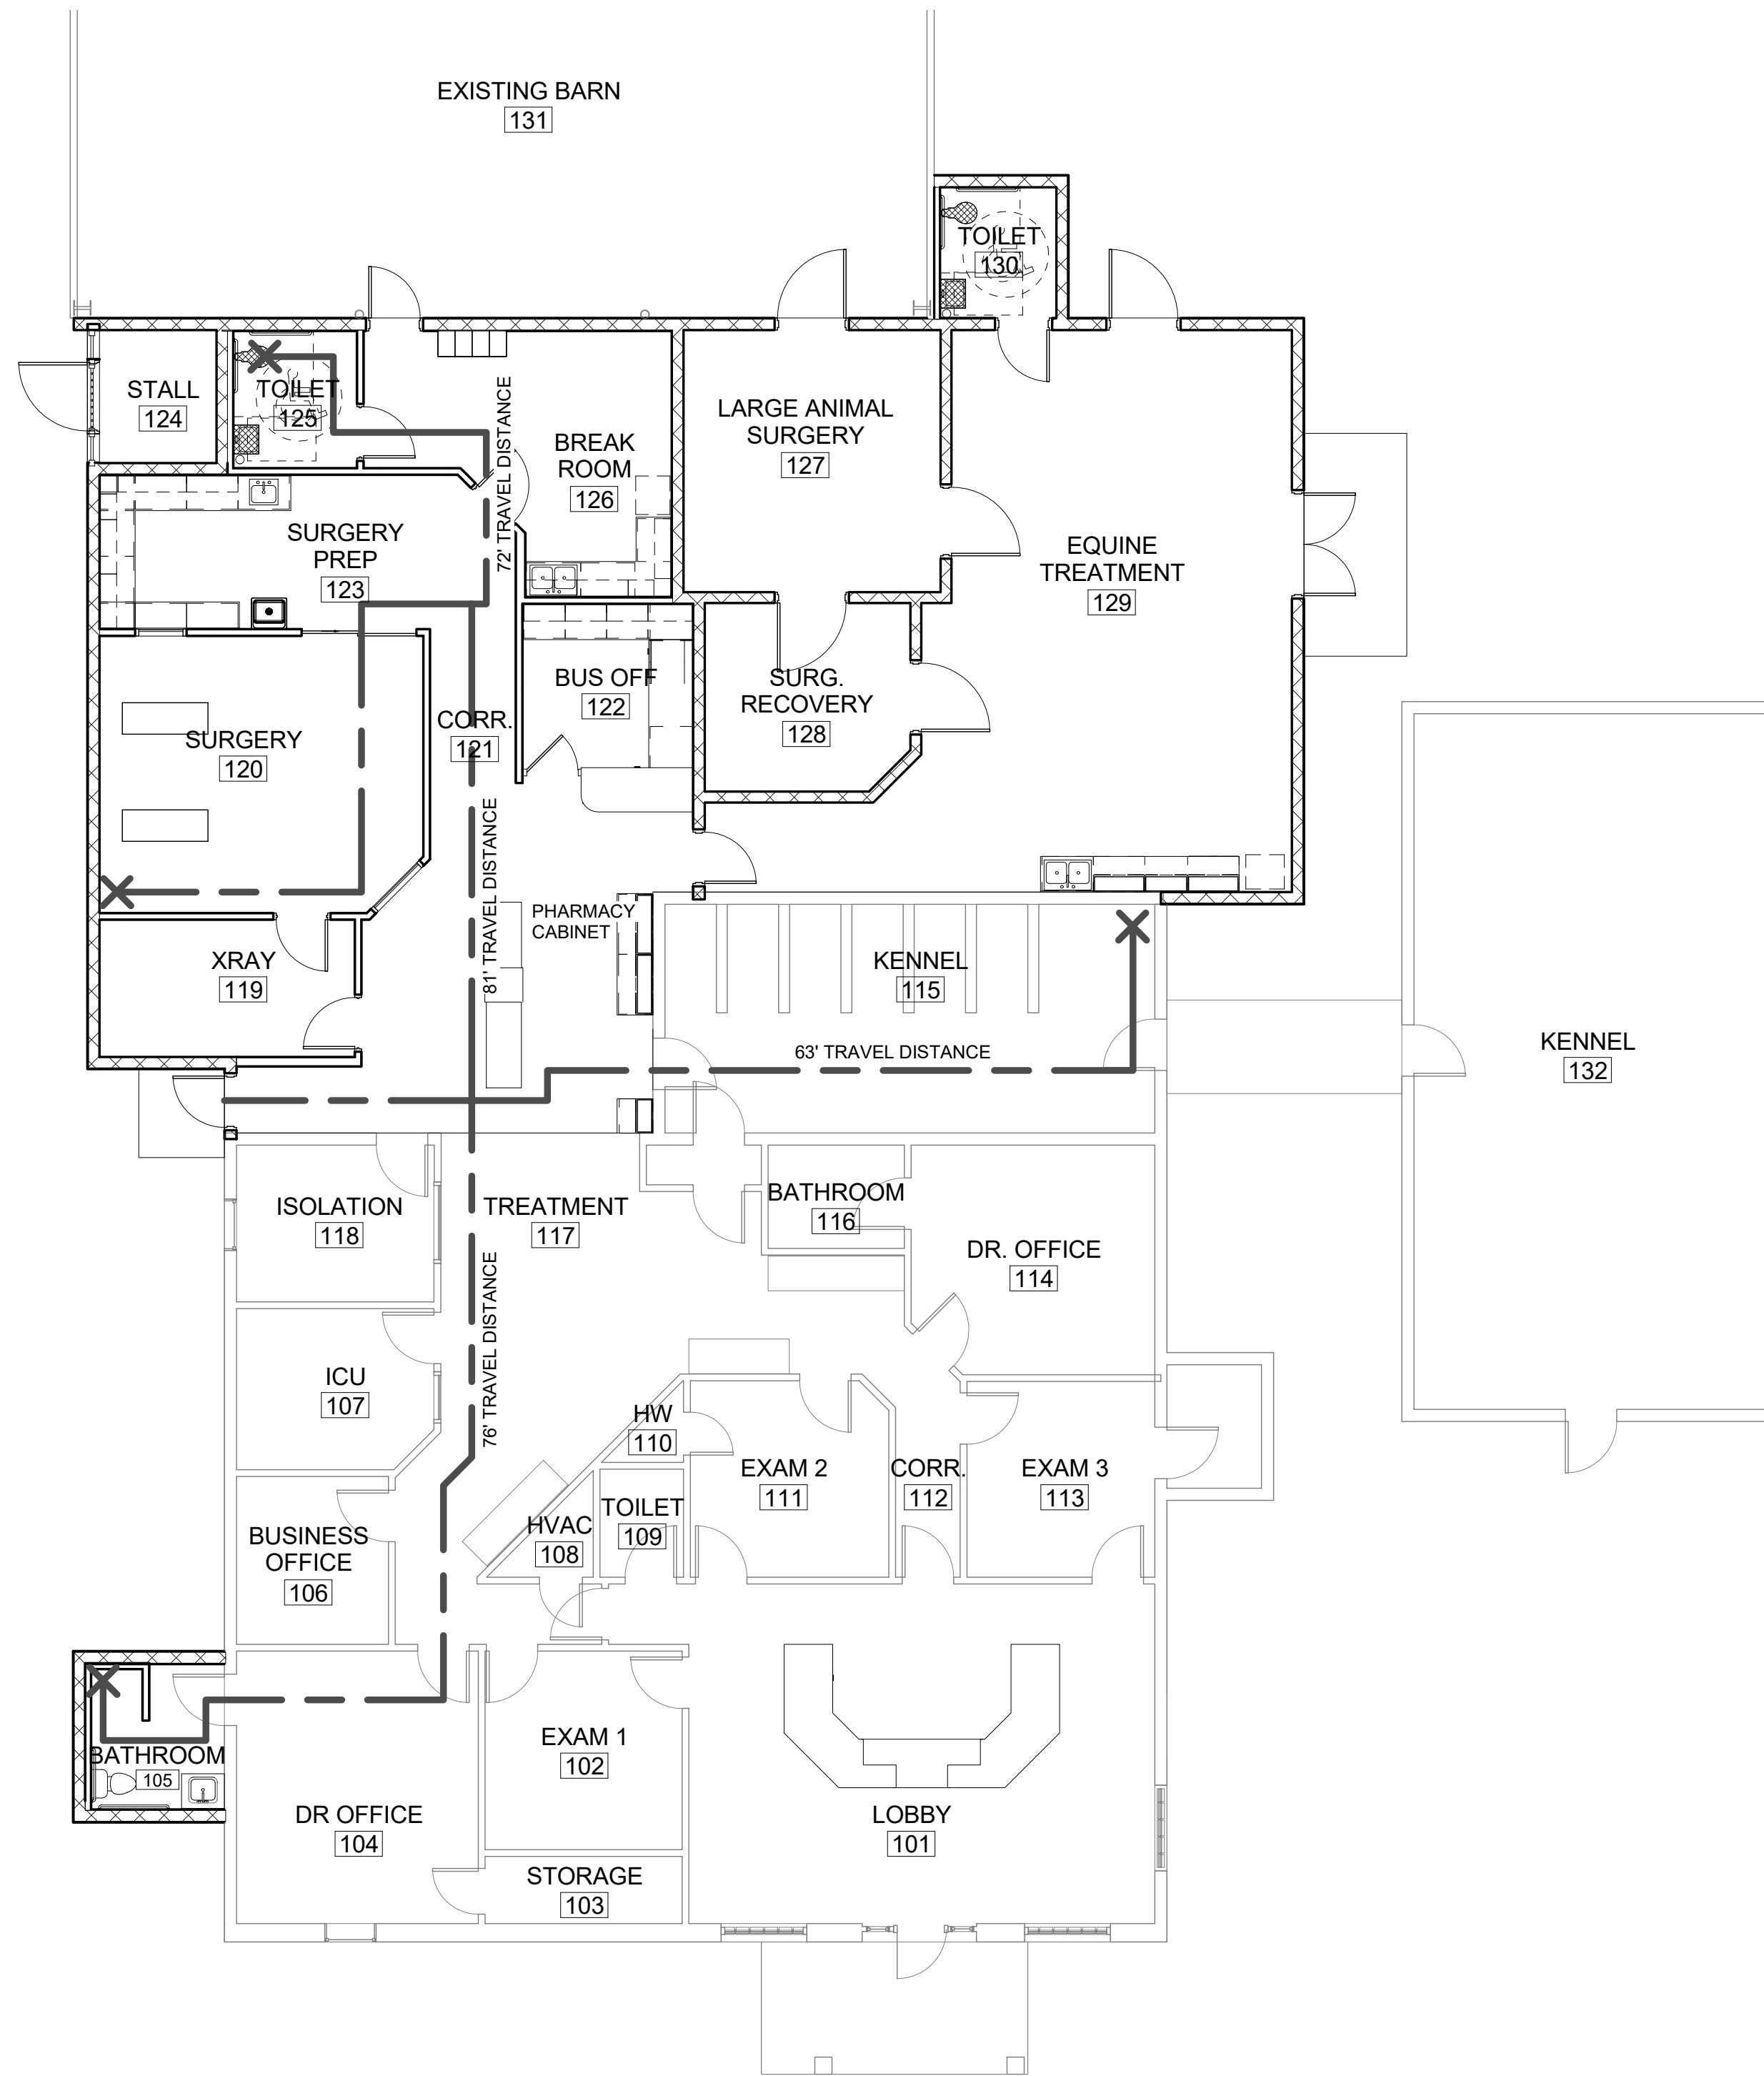 EXISTING BARN
131
TOILET
130
STALL
124
TOILET
125
72' TRAVEL DISTANCE
BREAK
ROOM
126
LARGE ANIMAL
SURGERY
127
SURGERY
PREP
123
EQUINE
TREATMENT
129
BUS OFF
122
SURG.
RECOVERY
128
CORR.
121
SURGERY
120
81' TRAVEL DISTANCE
PHARMACY
CABINET
XRAY
119
KENNEL
115
63' TRAVEL DISTANCE
KENNEL
132
ISOLATION
118
TREATMENT
117
BATHROOM
116
DR. OFFICE
114
76' TRAVEL DISTANCE
ICU
107
HW
110
EXAM 2
111
CORR.
112
EXAM 3
113
TOILET
109
HVAC
108
BUSINESS
OFFICE
106
EXAM 1
102
BATHROOM
105
DR OFFICE
104
LOBBY
101
STORAGE
103